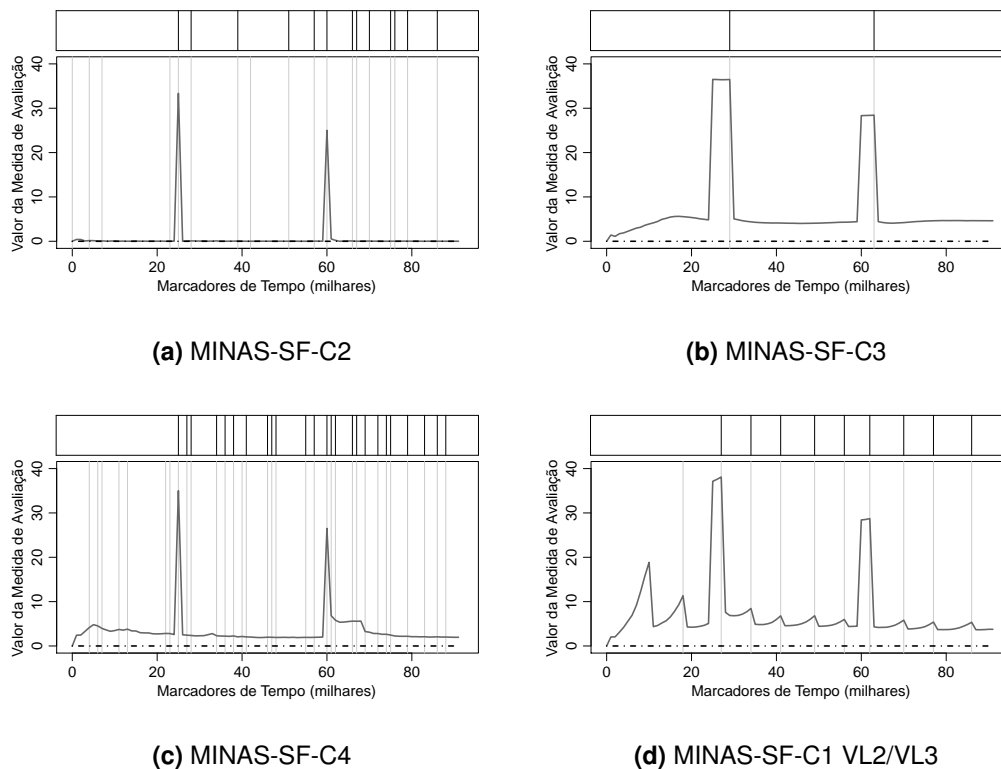 40
30
20
10
0
Valor da Medida de Avaliação
0 20 40 60 80
Marcadores de Tempo (milhares)
(a) MINAS-SF-C2
40
30
20
10
0
Valor da Medida de Avaliação
0 20 40 60 80
Marcadores de Tempo (milhares)
(b) MINAS-SF-C3
40
30
20
10
0
Valor da Medida de Avaliação
0 20 40 60 80
Marcadores de Tempo (milhares)
(c) MINAS-SF-C4
40
30
20
10
0
Valor da Medida de Avaliação
0 20 40 60 80
Marcadores de Tempo (milhares)
(d) MINAS-SF-C1 VL2/VL3